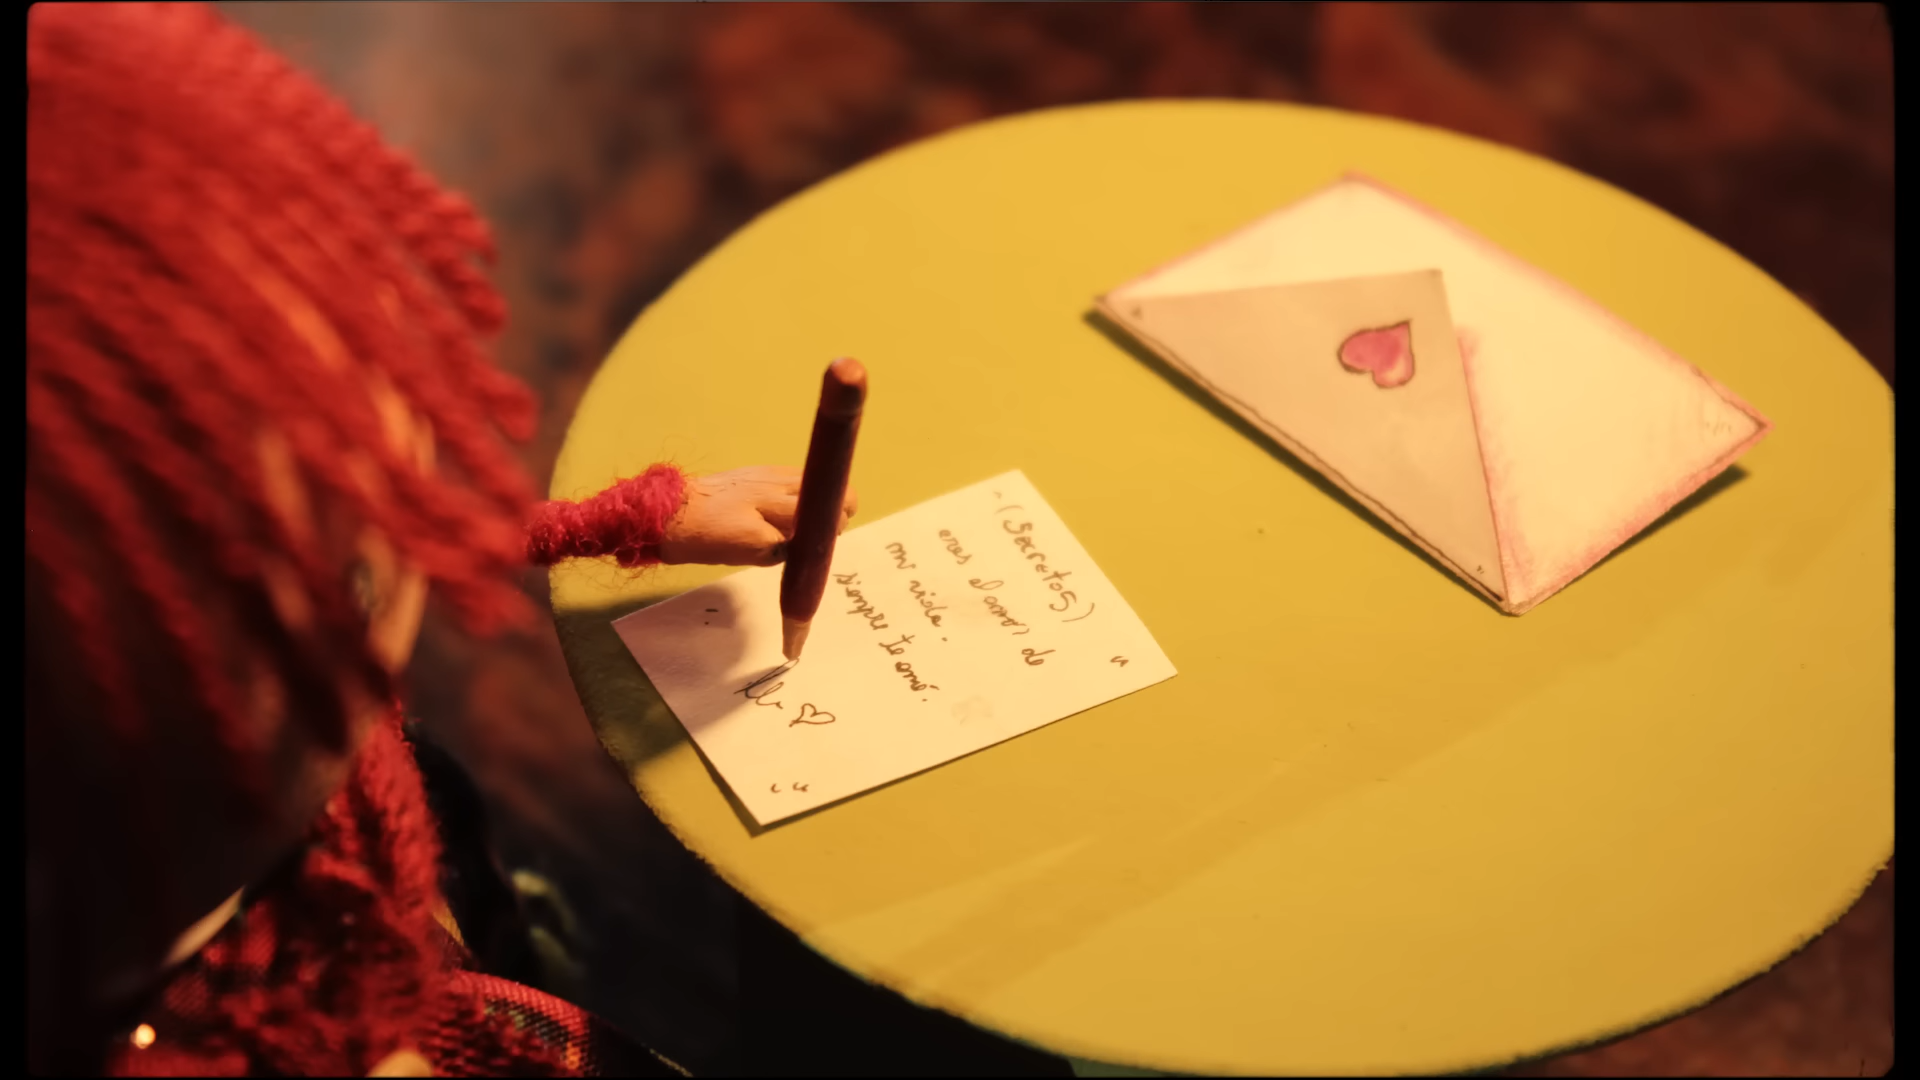 (Secretos)
eres el amor de
mi vida.
siempre te amé.